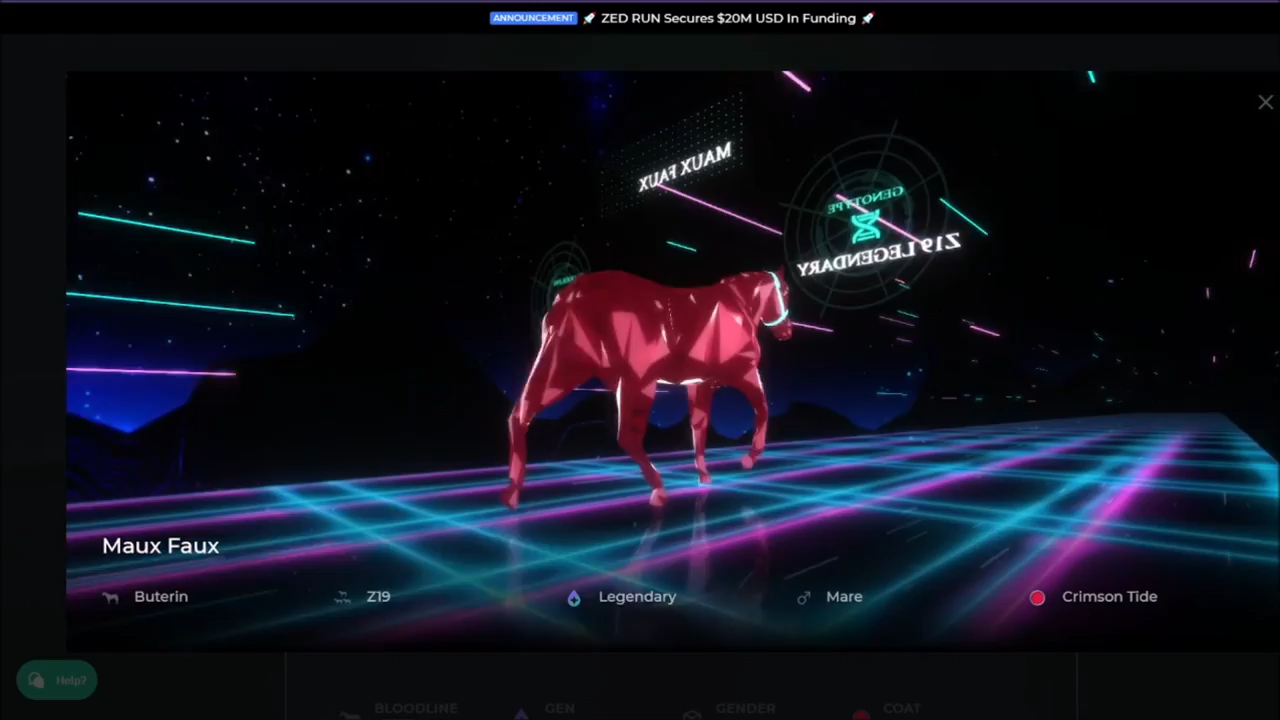 ANNOUNCEMENT 🚀 ZED RUN Secures $20M USD In Funding 🚀
MAUX FAUX
GENOTYPE
Z19 LEGENDARY
Maux Faux
Buterin
Z19
Legendary
Mare
Crimson Tide
Help?
BLOODLINE
GEN
GENDER
COAT